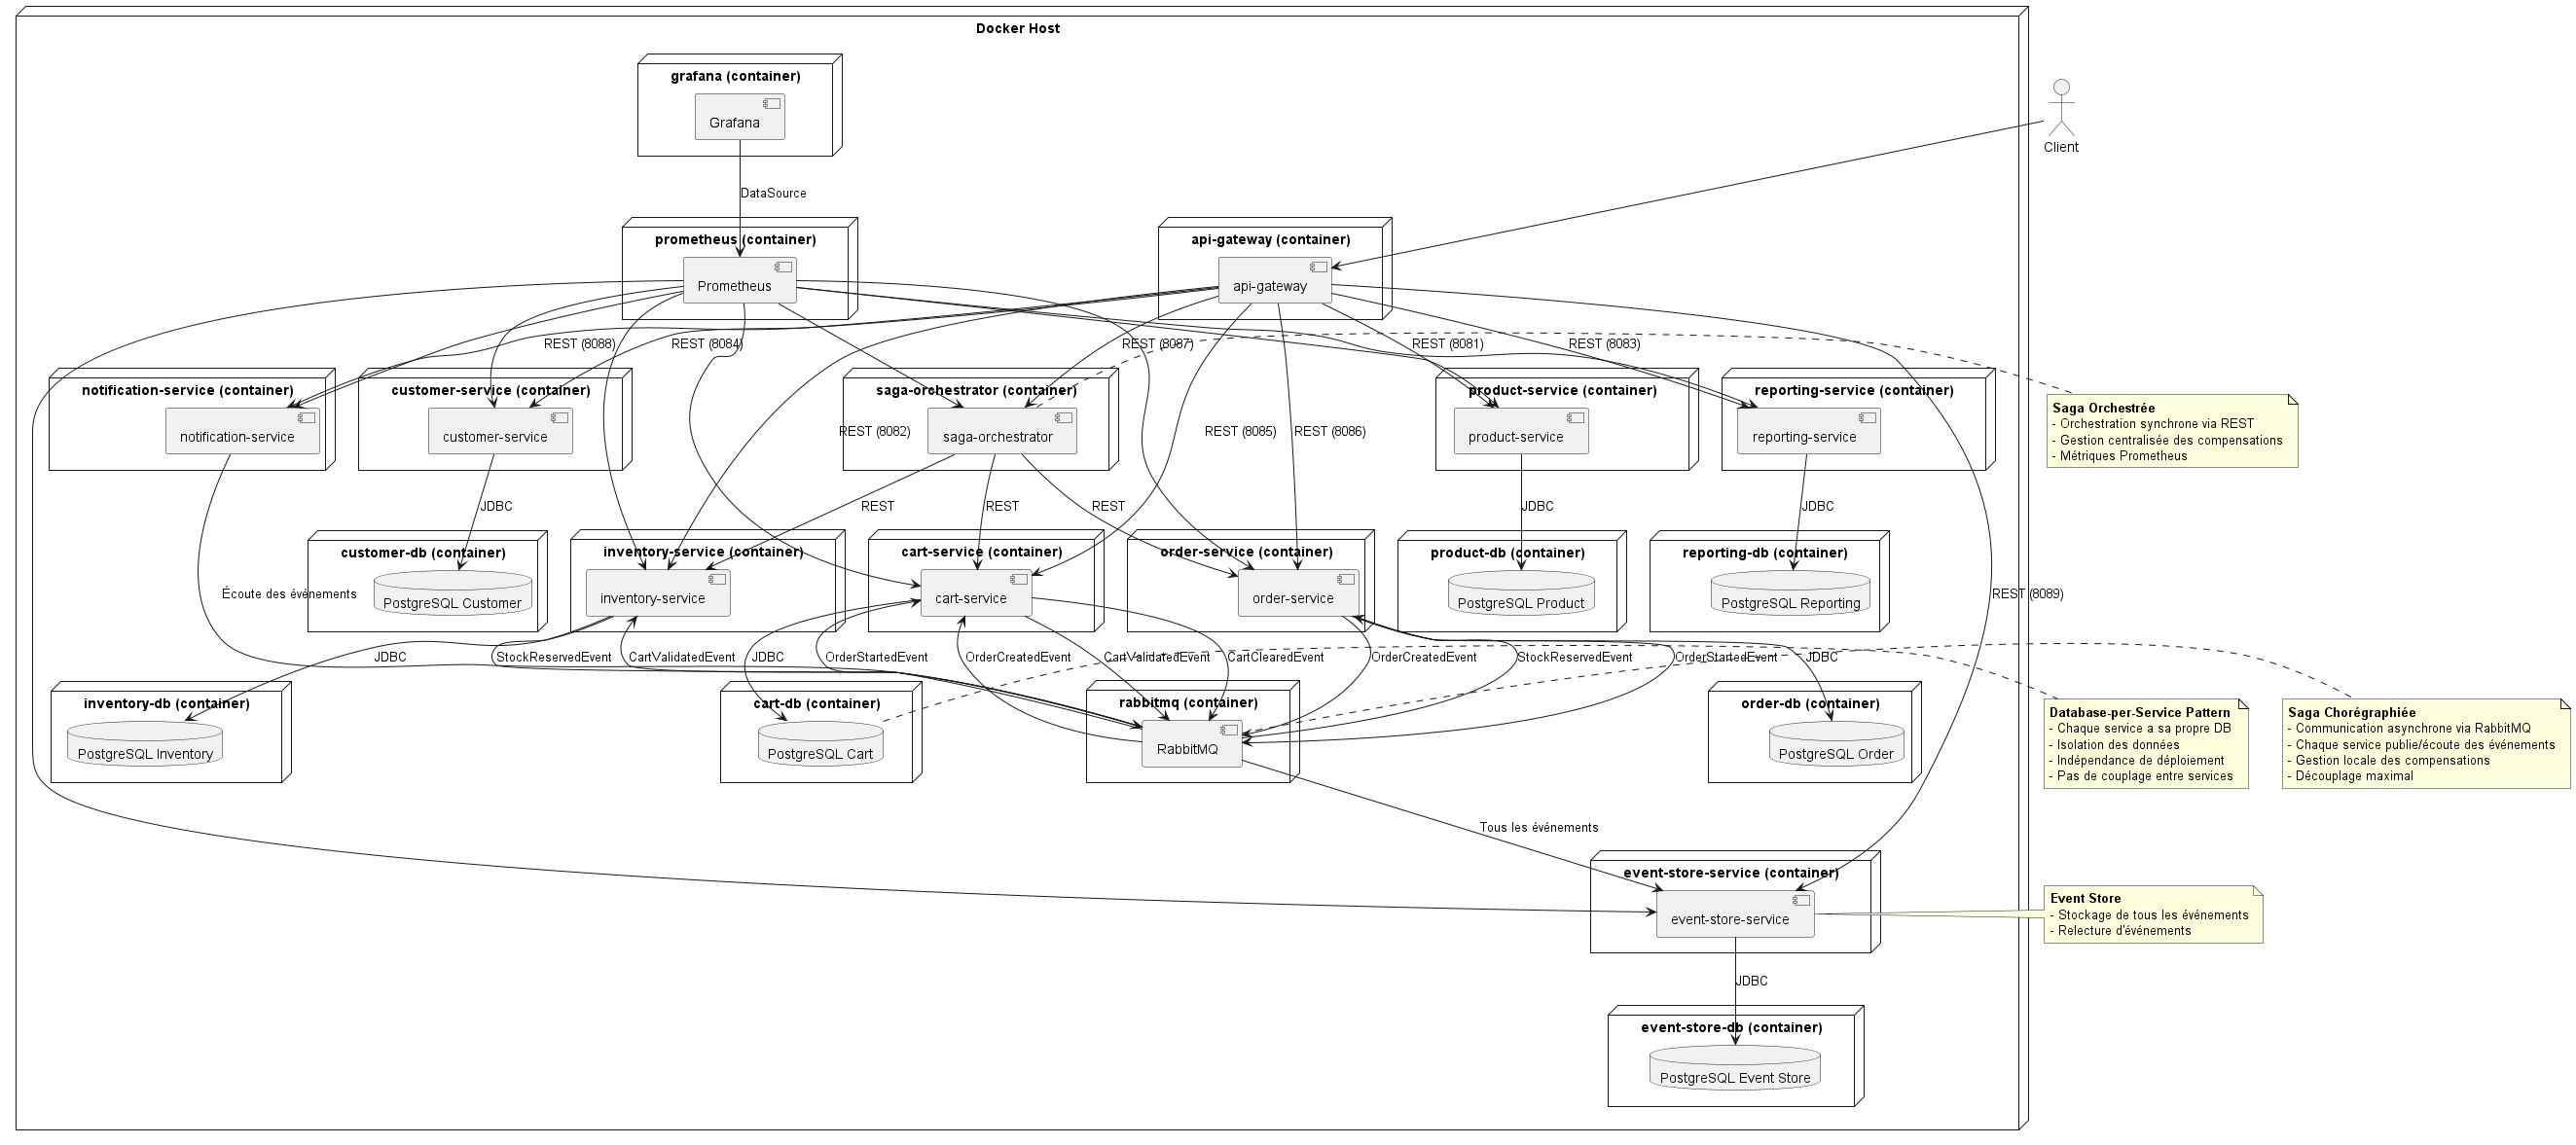 Docker Host
grafana (container)
Grafana
Client
DataSource
prometheus (container)
Prometheus
api-gateway (container)
api-gateway
REST (8088)
REST (8084)
REST (8087)
REST (8081)
REST (8083)
notification-service (container)
notification-service
customer-service (container)
customer-service
saga-orchestrator (container)
saga-orchestrator
product-service (container)
product-service
reporting-service (container)
reporting-service
Saga Orchestrée
- Orchestration synchrone via REST
- Gestion centralisée des compensations
- Métriques Prometheus
REST (8082)
REST (8085)
REST (8086)
JDBC
REST
REST
REST
JDBC
JDBC
customer-db (container)
PostgreSQL Customer
inventory-service (container)
inventory-service
cart-service (container)
cart-service
order-service (container)
order-service
product-db (container)
PostgreSQL Product
reporting-db (container)
PostgreSQL Reporting
Écoute des événements
REST (8089)
JDBC
StockReservedEvent
CartValidatedEvent
JDBC
OrderStartedEvent
OrderCreatedEvent
CartValidatedEvent
CartClearedEvent
OrderCreatedEvent
StockReservedEvent
OrderStartedEvent
JDBC
inventory-db (container)
PostgreSQL Inventory
cart-db (container)
PostgreSQL Cart
rabbitmq (container)
RabbitMQ
order-db (container)
PostgreSQL Order
Database-per-Service Pattern
- Chaque service a sa propre DB
- Isolation des données
- Indépendance de déploiement
- Pas de couplage entre services
Saga Chorégraphiée
- Communication asynchrone via RabbitMQ
- Chaque service publie/écoute des événements
- Gestion locale des compensations
- Découplage maximal
Tous les événements
event-store-service (container)
event-store-service
Event Store
- Stockage de tous les événements
- Relecture d'événements
JDBC
event-store-db (container)
PostgreSQL Event Store